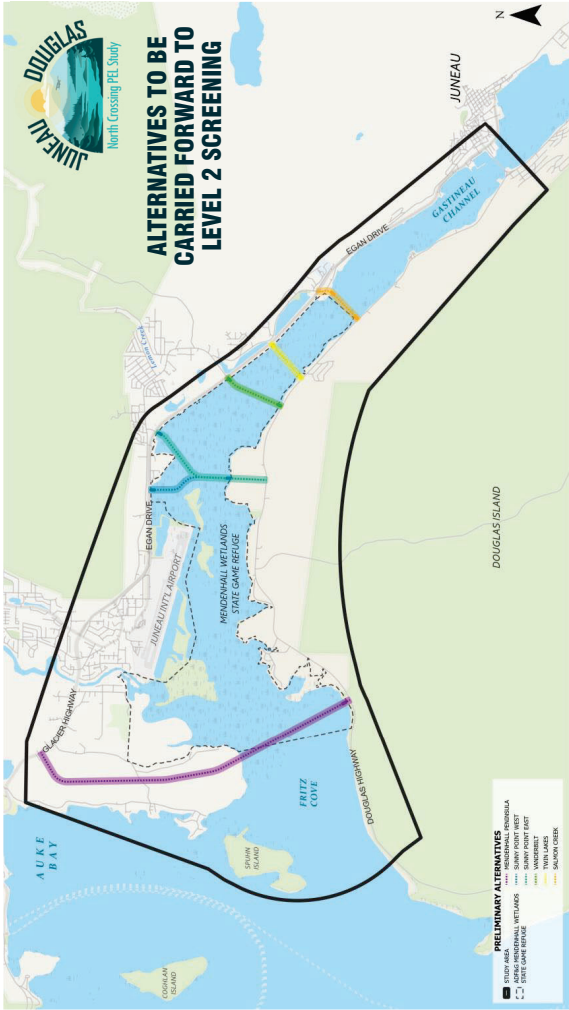 JUNEAU DOUGLAS
North Crossing PEL Study
ALTERNATIVES TO BE
CARRIED FORWARD TO
LEVEL 2 SCREENING
N
AUKE
BAY
GLACIER HIGHWAY
EGAN DRIVE
Lemon Creek
JUNEAU INT'L AIRPORT
MENDENHALL WETLANDS
STATE GAME REFUGE
EGAN DRIVE
JUNEAU
GASTINEAU
CHANNEL
FRITZ
COVE
SPUHN
ISLAND
COGHLAN
ISLAND
DOUGLAS HIGHWAY
DOUGLAS ISLAND
PRELIMINARY ALTERNATIVES
STUDY AREA
ADF&G MENDENHALL WETLANDS
STATE GAME REFUGE
MENDENHALL PENINSULA
SUNNY POINT WEST
SUNNY POINT EAST
VANDERBILT
TWIN LAKES
SALMON CREEK